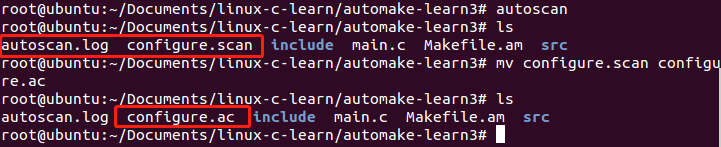 root@ubuntu:~/Documents/linux-c-learn/automake-learn3# autoscan
root@ubuntu:~/Documents/linux-c-learn/automake-learn3# ls
autoscan.log  configure.scan  include  main.c  Makefile.am  src
root@ubuntu:~/Documents/linux-c-learn/automake-learn3# mv configure.scan configu
re.ac
root@ubuntu:~/Documents/linux-c-learn/automake-learn3# ls
autoscan.log  configure.ac  include  main.c  Makefile.am  src
root@ubuntu:~/Documents/linux-c-learn/automake-learn3#